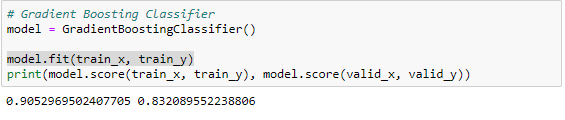 # Gradient Boosting Classifier
model = GradientBoostingClassifier()
model.fit(train_x, train_y)
print(model.score(train_x, train_y), model.score(valid_x, valid_y))
0.9052969502407705 0.832089552238806